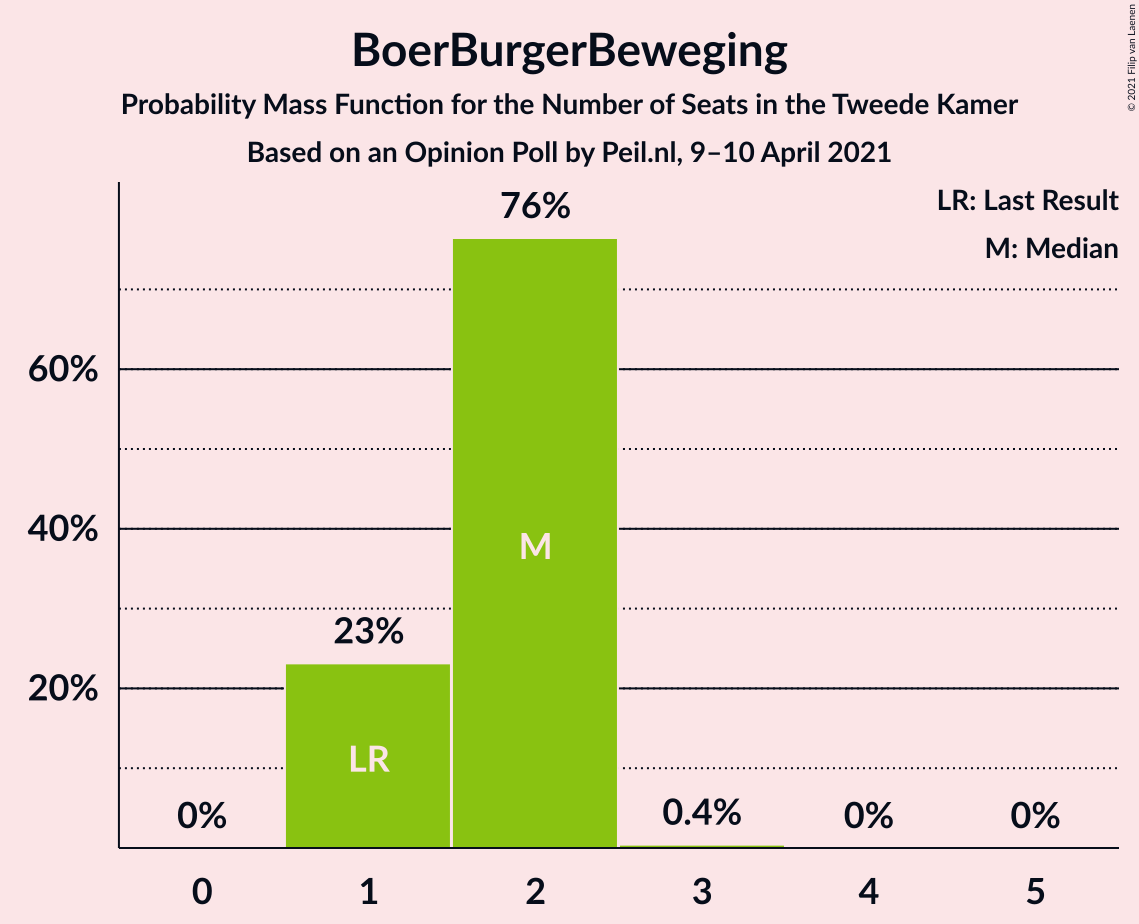 BoerBurgerBeweging
Probability Mass Function for the Number of Seats in the Tweede Kamer
Based on an Opinion Poll by Peil.nl, 9–10 April 2021
© 2021 Filip van Laenen
LR: Last Result
M: Median
76%
60%
M
40%
23%
20%
LR
0%
0.4%
0%
0%
0 1 2 3 4 5